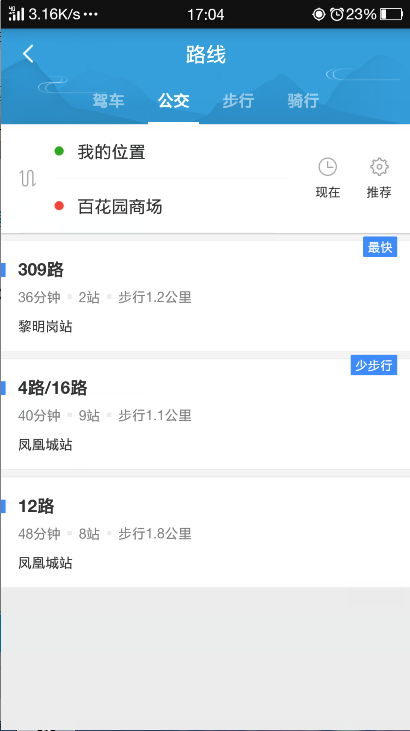 4G 3.16K/s ··· 17:04 23%
路线
驾车 公交 步行 骑行
我的位置
百花园商场
现在 推荐
最快
309路
36分钟 2站 步行1.2公里
黎明岗站
少步行
4路/16路
40分钟 9站 步行1.1公里
凤凰城站
12路
48分钟 8站 步行1.8公里
凤凰城站